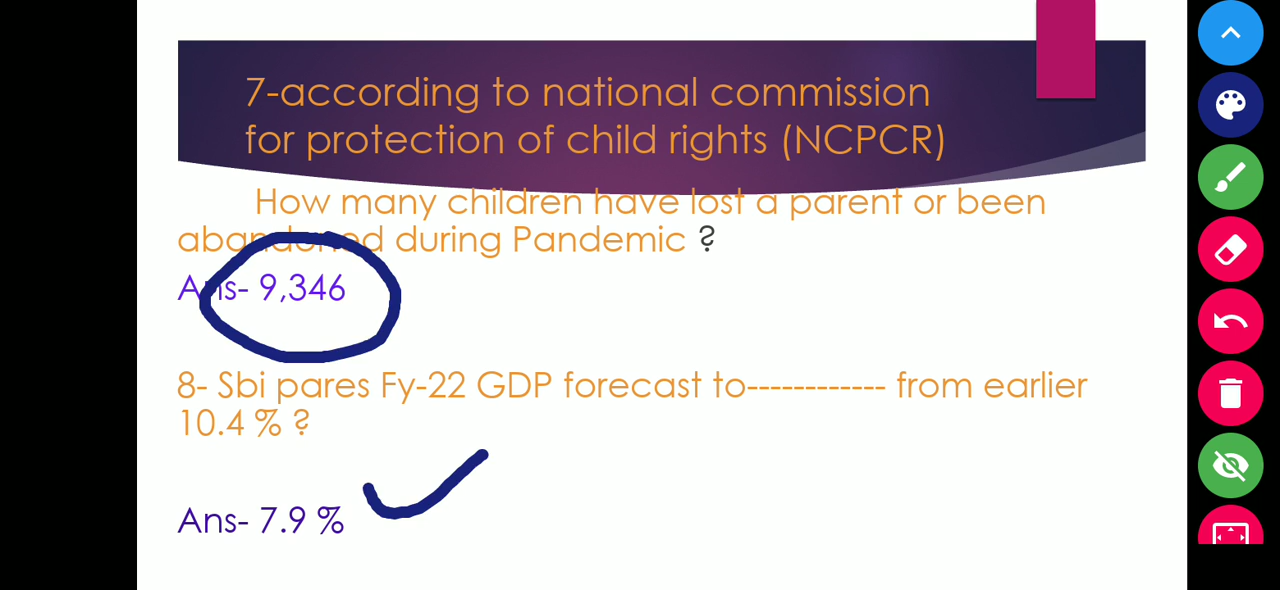 7-according to national commission
for protection of child rights (NCPCR)
How many children have lost a parent or been
abandoned during Pandemic ?
Ans- 9,346
8- Sbi pares Fy-22 GDP forecast to------------ from earlier
10.4 % ?
Ans- 7.9 %